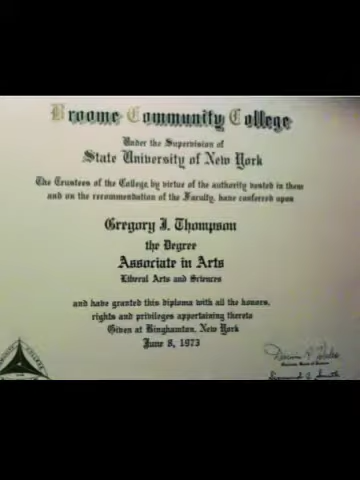 Broome Community College
Under the Supervision of
State University of New York
The Trustees of the College by virtue of the authority vested in them
and on the recommendation of the Faculty, have conferred upon
Gregory J. Thompson
the Degree
Associate in Arts
Liberal Arts and Sciences
and have granted this diploma with all the honors,
rights and privileges appertaining thereto
Given at Binghamton, New York
June 8, 1973